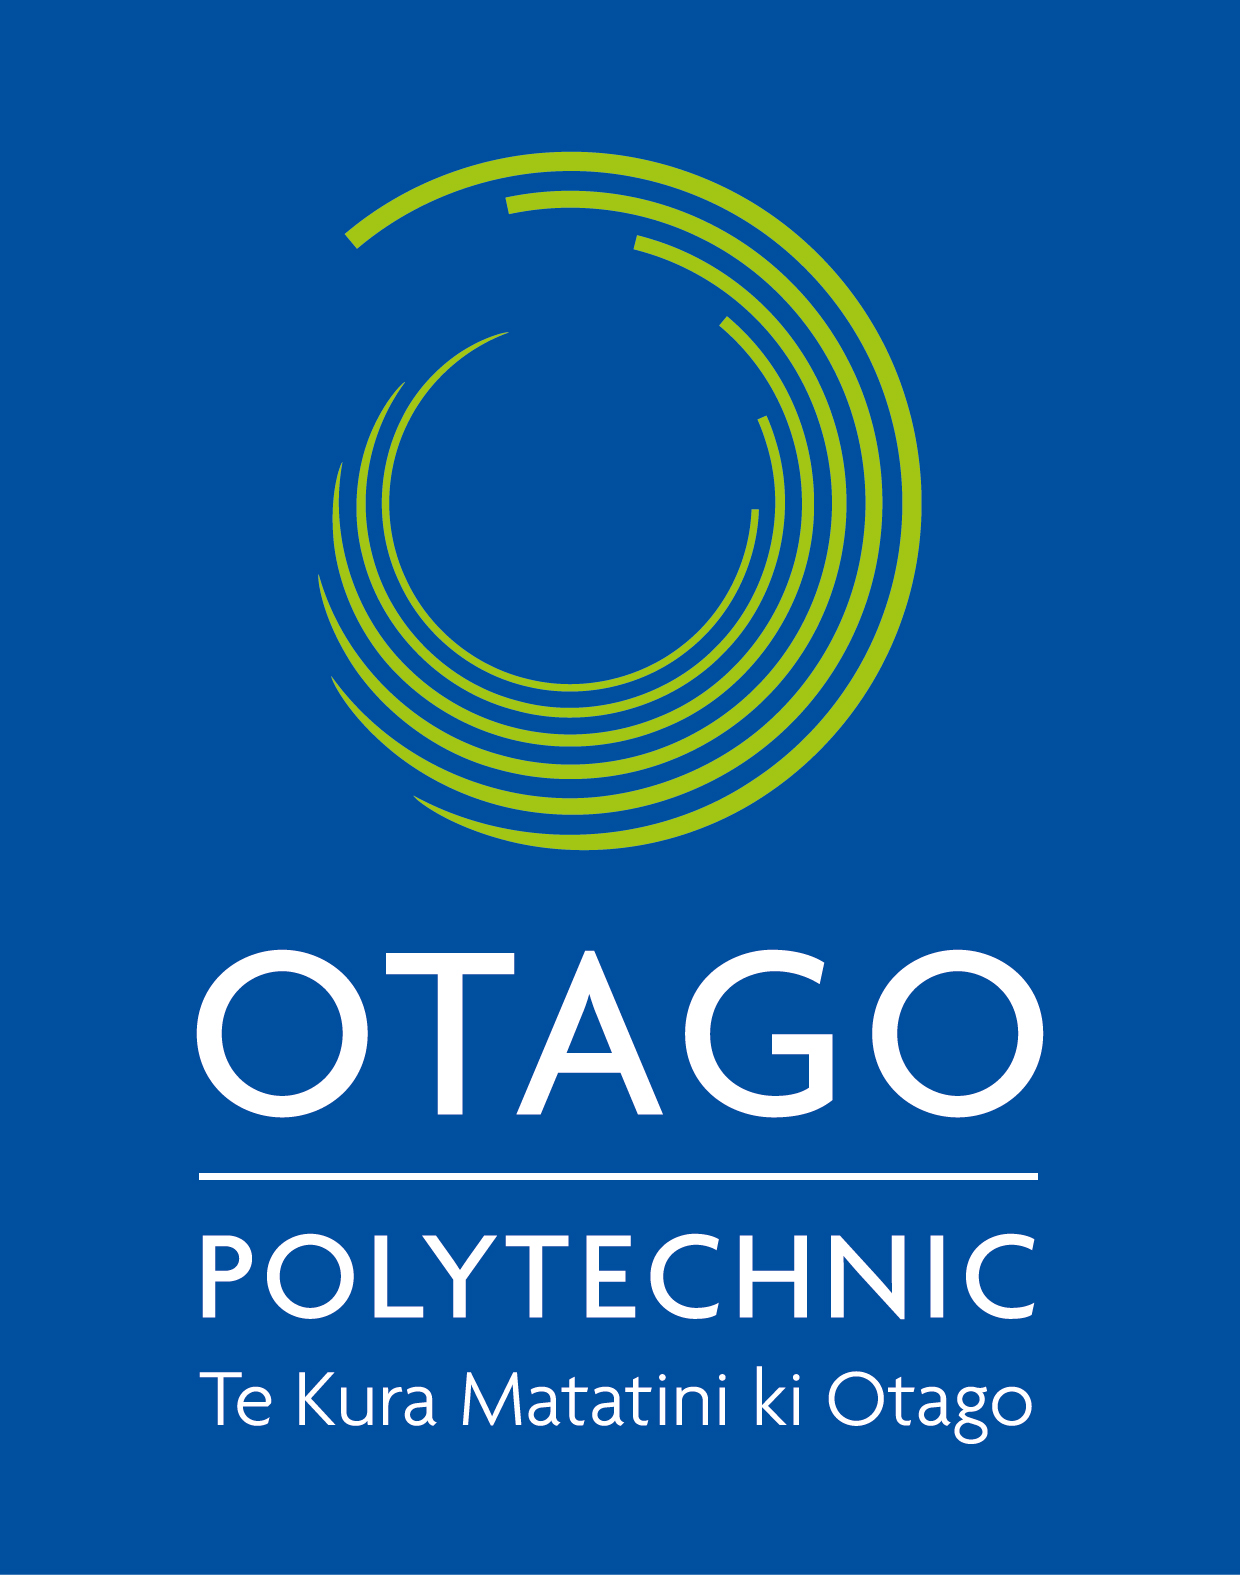 OTAGO
POLYTECHNIC
Te Kura Matatini ki Otago